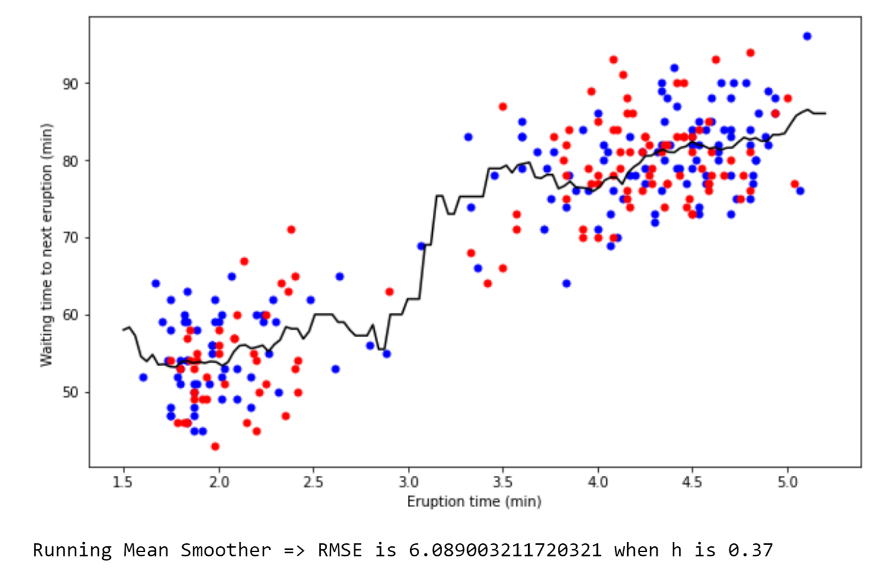 90
80
70
60
50
Waiting time to next eruption (min)
1.5 2.0 2.5 3.0 3.5 4.0 4.5 5.0
Eruption time (min)
Running Mean Smoother => RMSE is 6.089003211720321 when h is 0.37